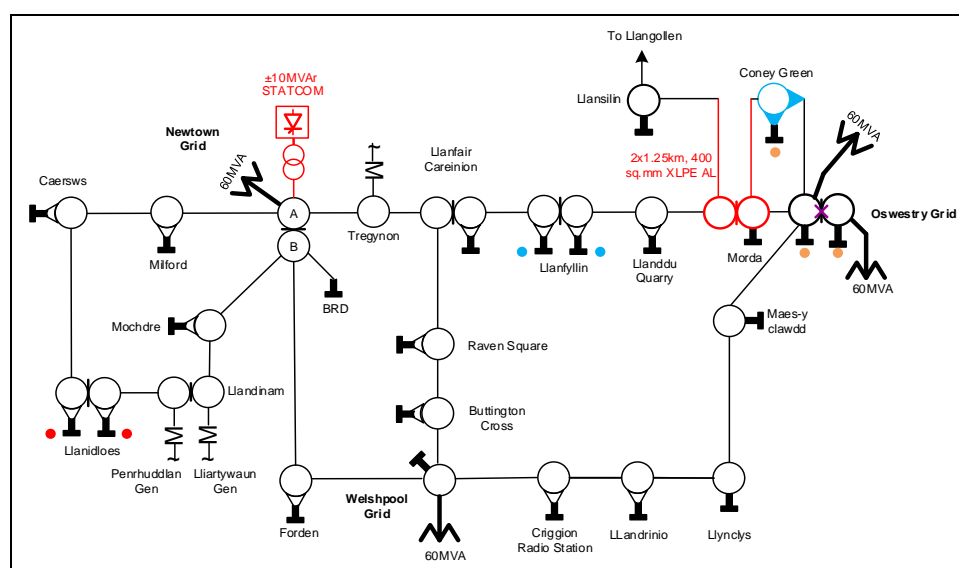 To Llangollen
±10MVAr
STATCOM
Coney Green
Llansilin
Newtown
Grid
60MVA
60MVA
Llanfair
Careinion
2x1.25km, 400
sq.mm XLPE AL
Caersws
M
~
A
B
Oswestry Grid
Tregynon
Milford
Llanfyllin
Llanddu
Quarry
Morda
60MVA
BRD
Maes-y
clawdd
Mochdre
Raven Square
Llandinam
Buttington
Cross
Llanidloes
M
~
M
~
Penrhuddlan
Gen
Lliartywaun
Gen
Welshpool
Grid
Forden
60MVA
Criggion
Radio Station
LLandrinio
Llynclys